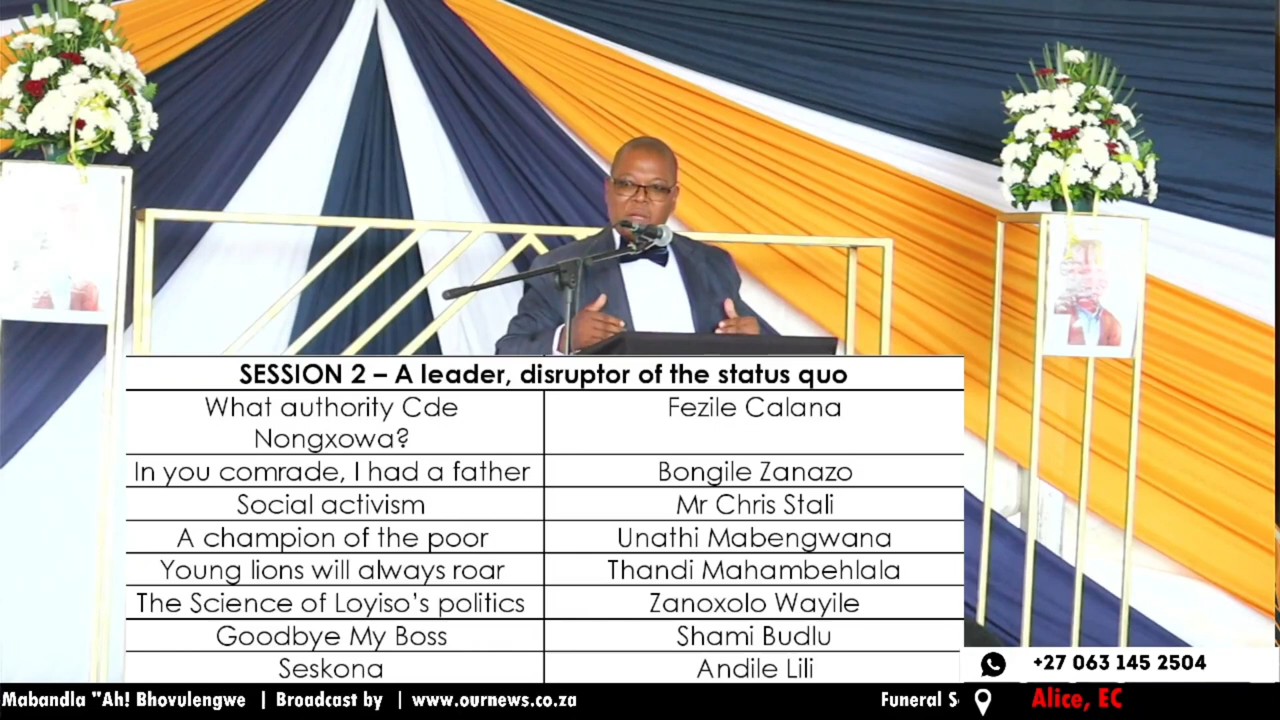 SESSION 2 – A leader, disruptor of the status quo
What authority Cde Nongxowa?
Fezile Calana
In you comrade, I had a father
Bongile Zanazo
Social activism
Mr Chris Stali
A champion of the poor
Unathi Mabengwana
Young lions will always roar
Thandi Mahambehlala
The Science of Loyiso's politics
Zanoxolo Wayile
Goodbye My Boss
Shami Budlu
Seskona
Andile Lili
+27 063 145 2504
Mabandla "Ah! Bhovulengwe | Broadcast by | www.ournews.co.za
Funeral S
Alice, EC